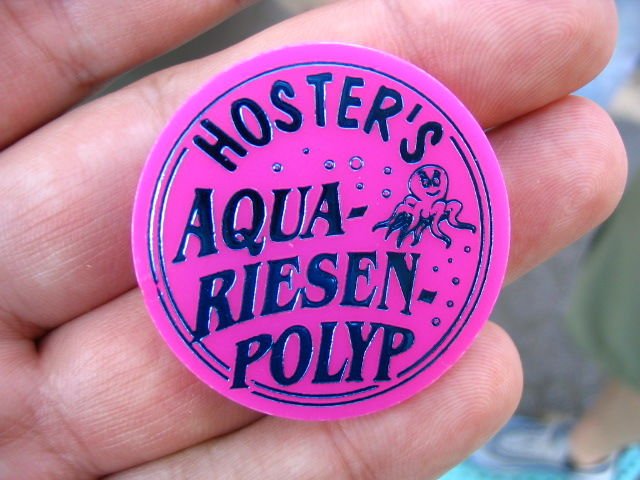 HOSTER'S
AQUA-
RIESEN-
POLYP